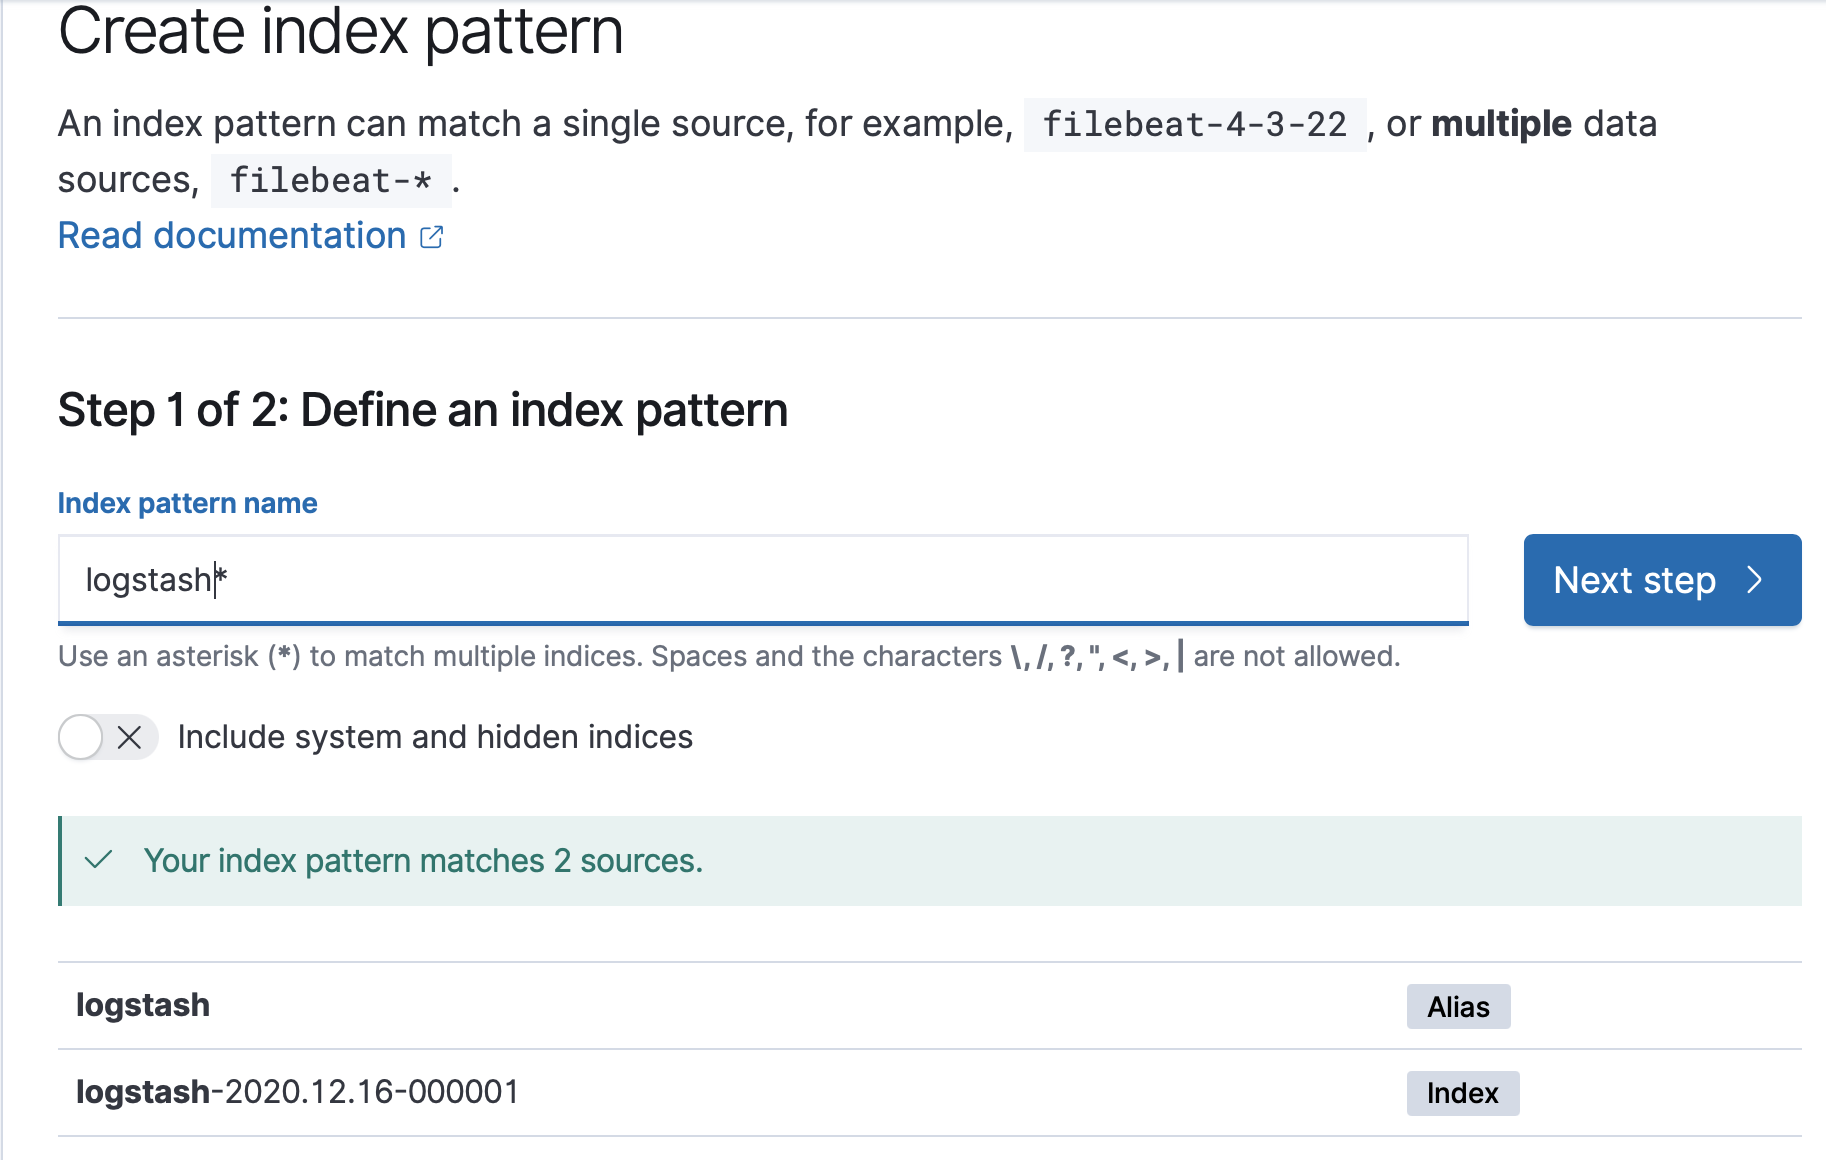 Create index pattern
An index pattern can match a single source, for example, filebeat-4-3-22 , or multiple data
sources, filebeat-* .
Read documentation
Step 1 of 2: Define an index pattern
Index pattern name
logstash*
Next step
Use an asterisk (*) to match multiple indices. Spaces and the characters \, /, ?, ", <, >, | are not allowed.
Include system and hidden indices
Your index pattern matches 2 sources.
logstash Alias
logstash-2020.12.16-000001 Index